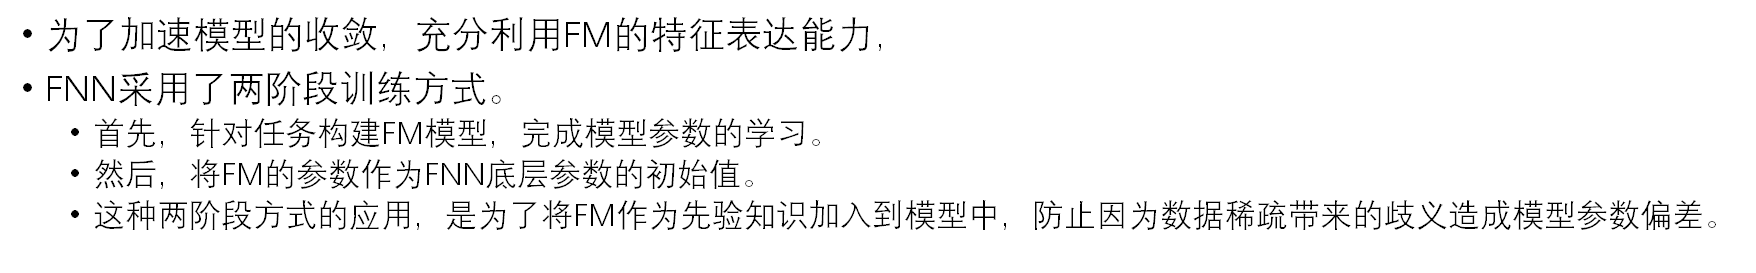 • 为了加速模型的收敛，充分利用FM的特征表达能力，
• FNN采用了两阶段训练方式。
• 首先，针对任务构建FM模型，完成模型参数的学习。
• 然后，将FM的参数作为FNN底层参数的初始值。
• 这种两阶段方式的应用，是为了将FM作为先验知识加入到模型中，防止因为数据稀疏带来的歧义造成模型参数偏差。